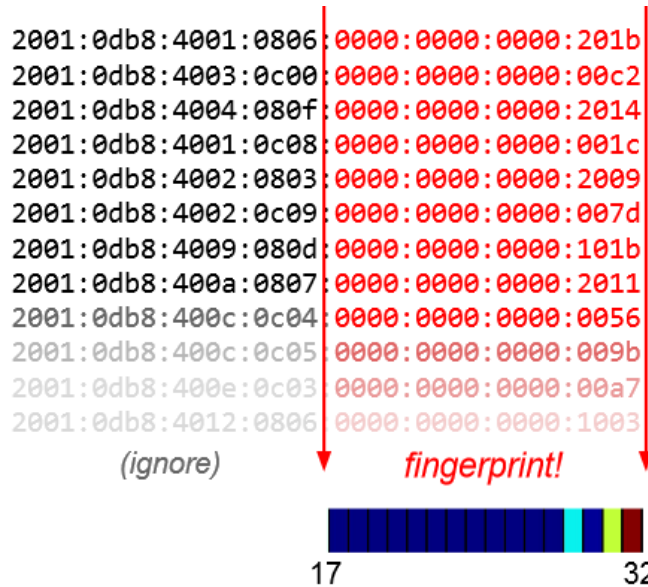 2001:0db8:4001:0806:0000:0000:0000:201b
2001:0db8:4003:0c00:0000:0000:0000:00c2
2001:0db8:4004:080f:0000:0000:0000:2014
2001:0db8:4001:0c08:0000:0000:0000:001c
2001:0db8:4002:0803:0000:0000:0000:2009
2001:0db8:4002:0c09:0000:0000:0000:007d
2001:0db8:4009:080d:0000:0000:0000:101b
2001:0db8:400a:0807:0000:0000:0000:2011
2001:0db8:400c:0c04:0000:0000:0000:0056
2001:0db8:400c:0c05:0000:0000:0000:009b
2001:0db8:400e:0c03:0000:0000:0000:00a7
2001:0db8:4012:0806:0000:0000:0000:1003
(ignore) fingerprint!
17 32